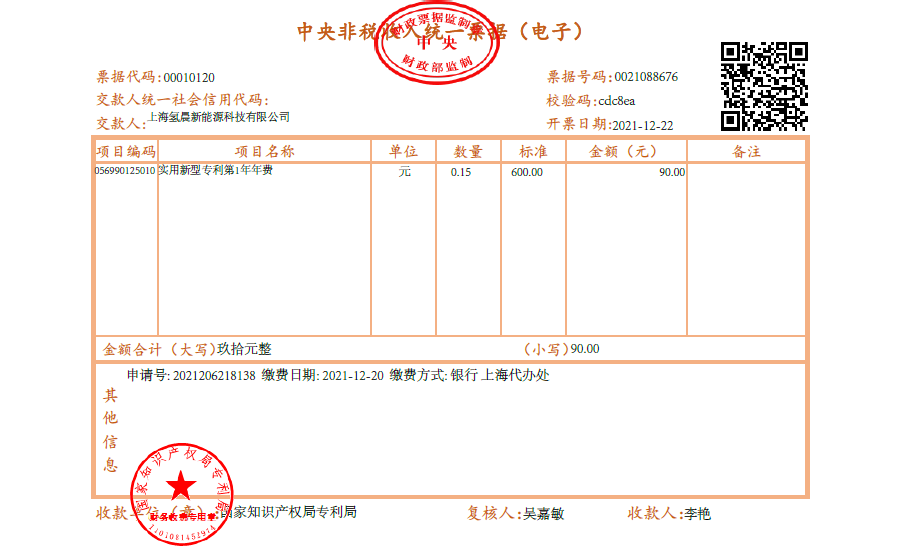 中央非税收入统一票据（电子）
财政票据监制章
中央
财政部监制
票据代码:00010120
票据号码:0021088676
交款人统一社会信用代码:
校验码:cdc8ea
交款人:上海氢晨新能源科技有限公司
开票日期:2021-12-22
项目编码 项目名称 单位 数量 标准 金额（元） 备注
056990125010 实用新型专利第1年年费 元 0.15 600.00 90.00
金额合计（大写)玖拾元整 （小写)90.00
其他信息
申请号: 2021206218138 缴费日期: 2021-12-20 缴费方式: 银行 上海代办处
国家知识产权局专利局
财务收费专用章
收款单位（章）:国家知识产权局专利局 复核人:吴嘉敏 收款人:李艳